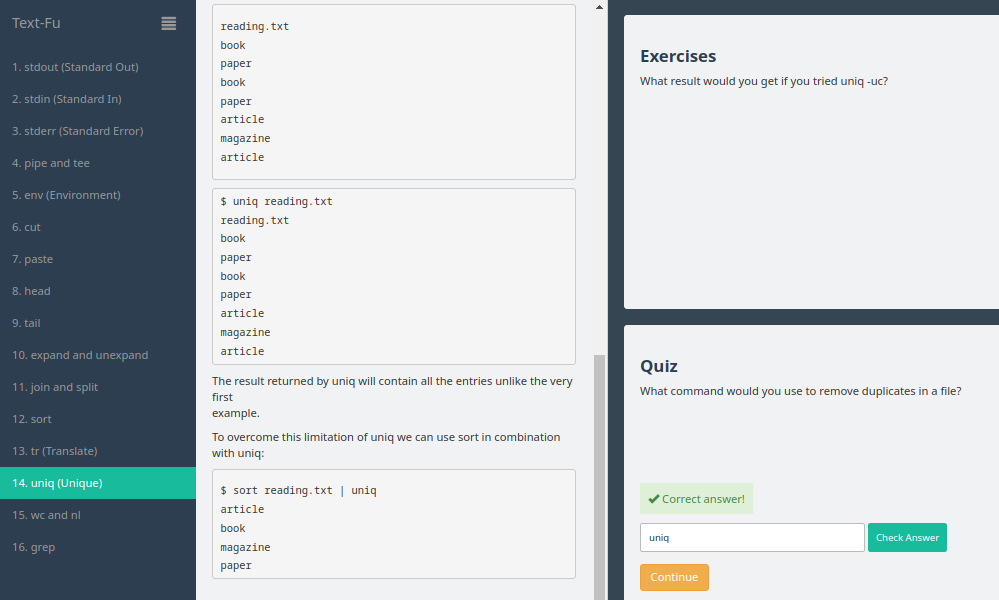 Text-Fu
1. stdout (Standard Out)
2. stdin (Standard In)
3. stderr (Standard Error)
4. pipe and tee
5. env (Environment)
6. cut
7. paste
8. head
9. tail
10. expand and unexpand
11. join and split
12. sort
13. tr (Translate)
14. uniq (Unique)
15. wc and nl
16. grep
reading.txt
book
paper
book
paper
article
magazine
article
$ uniq reading.txt
reading.txt
book
paper
book
paper
article
magazine
article
The result returned by uniq will contain all the entries unlike the very
first
example.
To overcome this limitation of uniq we can use sort in combination
with uniq:
$ sort reading.txt | uniq
article
book
magazine
paper
Exercises
What result would you get if you tried uniq -uc?
Quiz
What command would you use to remove duplicates in a file?
Correct answer!
uniq
Check Answer
Continue